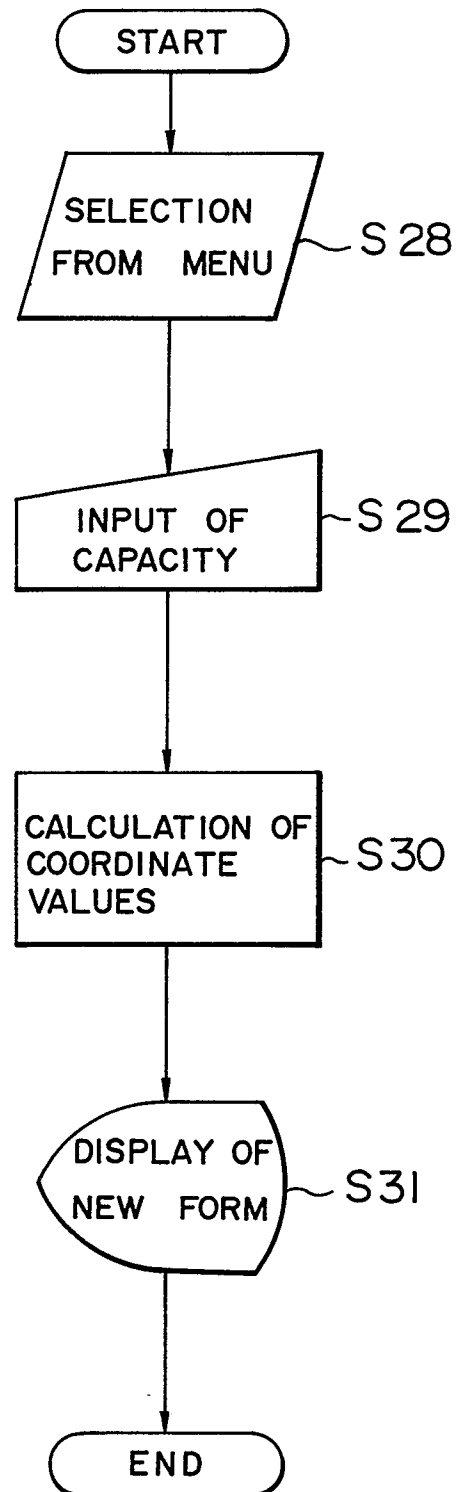 START
SELECTION
FROM MENU
S 28
INPUT OF
CAPACITY
S 29
CALCULATION OF
COORDINATE
VALUES
S30
DISPLAY OF
NEW FORM
S31
END